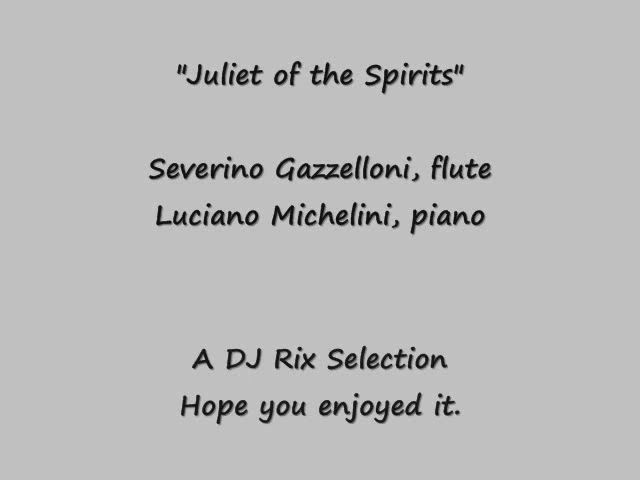 "Juliet of the Spirits"
Severino Gazzelloni, flute
Luciano Michelini, piano
A DJ Rix Selection
Hope you enjoyed it.